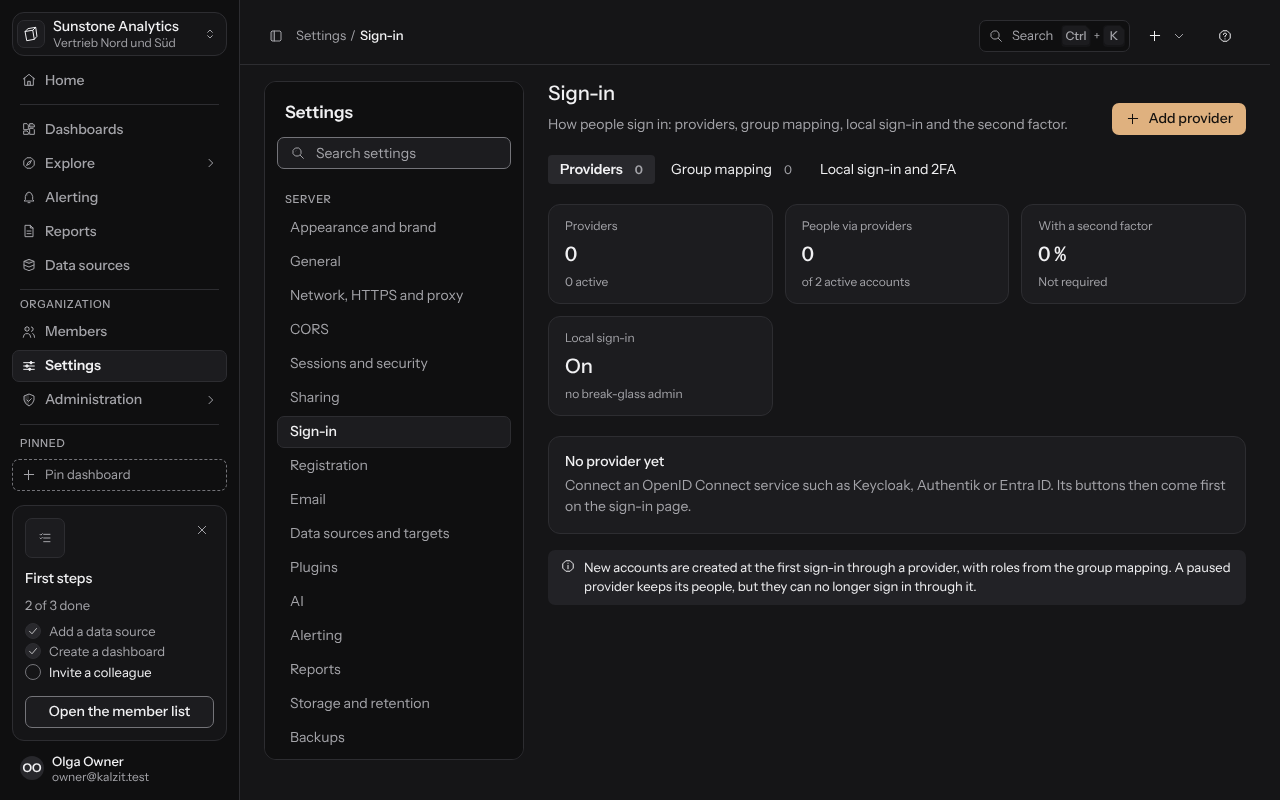 Sunstone Analytics
Vertrieb Nord und Süd
Home
Dashboards
Explore
Alerting
Reports
Data sources
ORGANIZATION
Members
Settings
Administration
PINNED
Pin dashboard
First steps
2 of 3 done
Add a data source
Create a dashboard
Invite a colleague
Open the member list
OO
Olga Owner
owner@kalzit.test
Settings / Sign-in
Search Ctrl + K
Settings
Search settings
SERVER
Appearance and brand
General
Network, HTTPS and proxy
CORS
Sessions and security
Sharing
Sign-in
Registration
Email
Data sources and targets
Plugins
AI
Alerting
Reports
Storage and retention
Backups
Sign-in
How people sign in: providers, group mapping, local sign-in and the second factor.
Add provider
Providers 0 Group mapping 0 Local sign-in and 2FA
Providers
0
0 active
People via providers
0
of 2 active accounts
With a second factor
0 %
Not required
Local sign-in
On
no break-glass admin
No provider yet
Connect an OpenID Connect service such as Keycloak, Authentik or Entra ID. Its buttons then come first
on the sign-in page.
New accounts are created at the first sign-in through a provider, with roles from the group mapping. A paused
provider keeps its people, but they can no longer sign in through it.